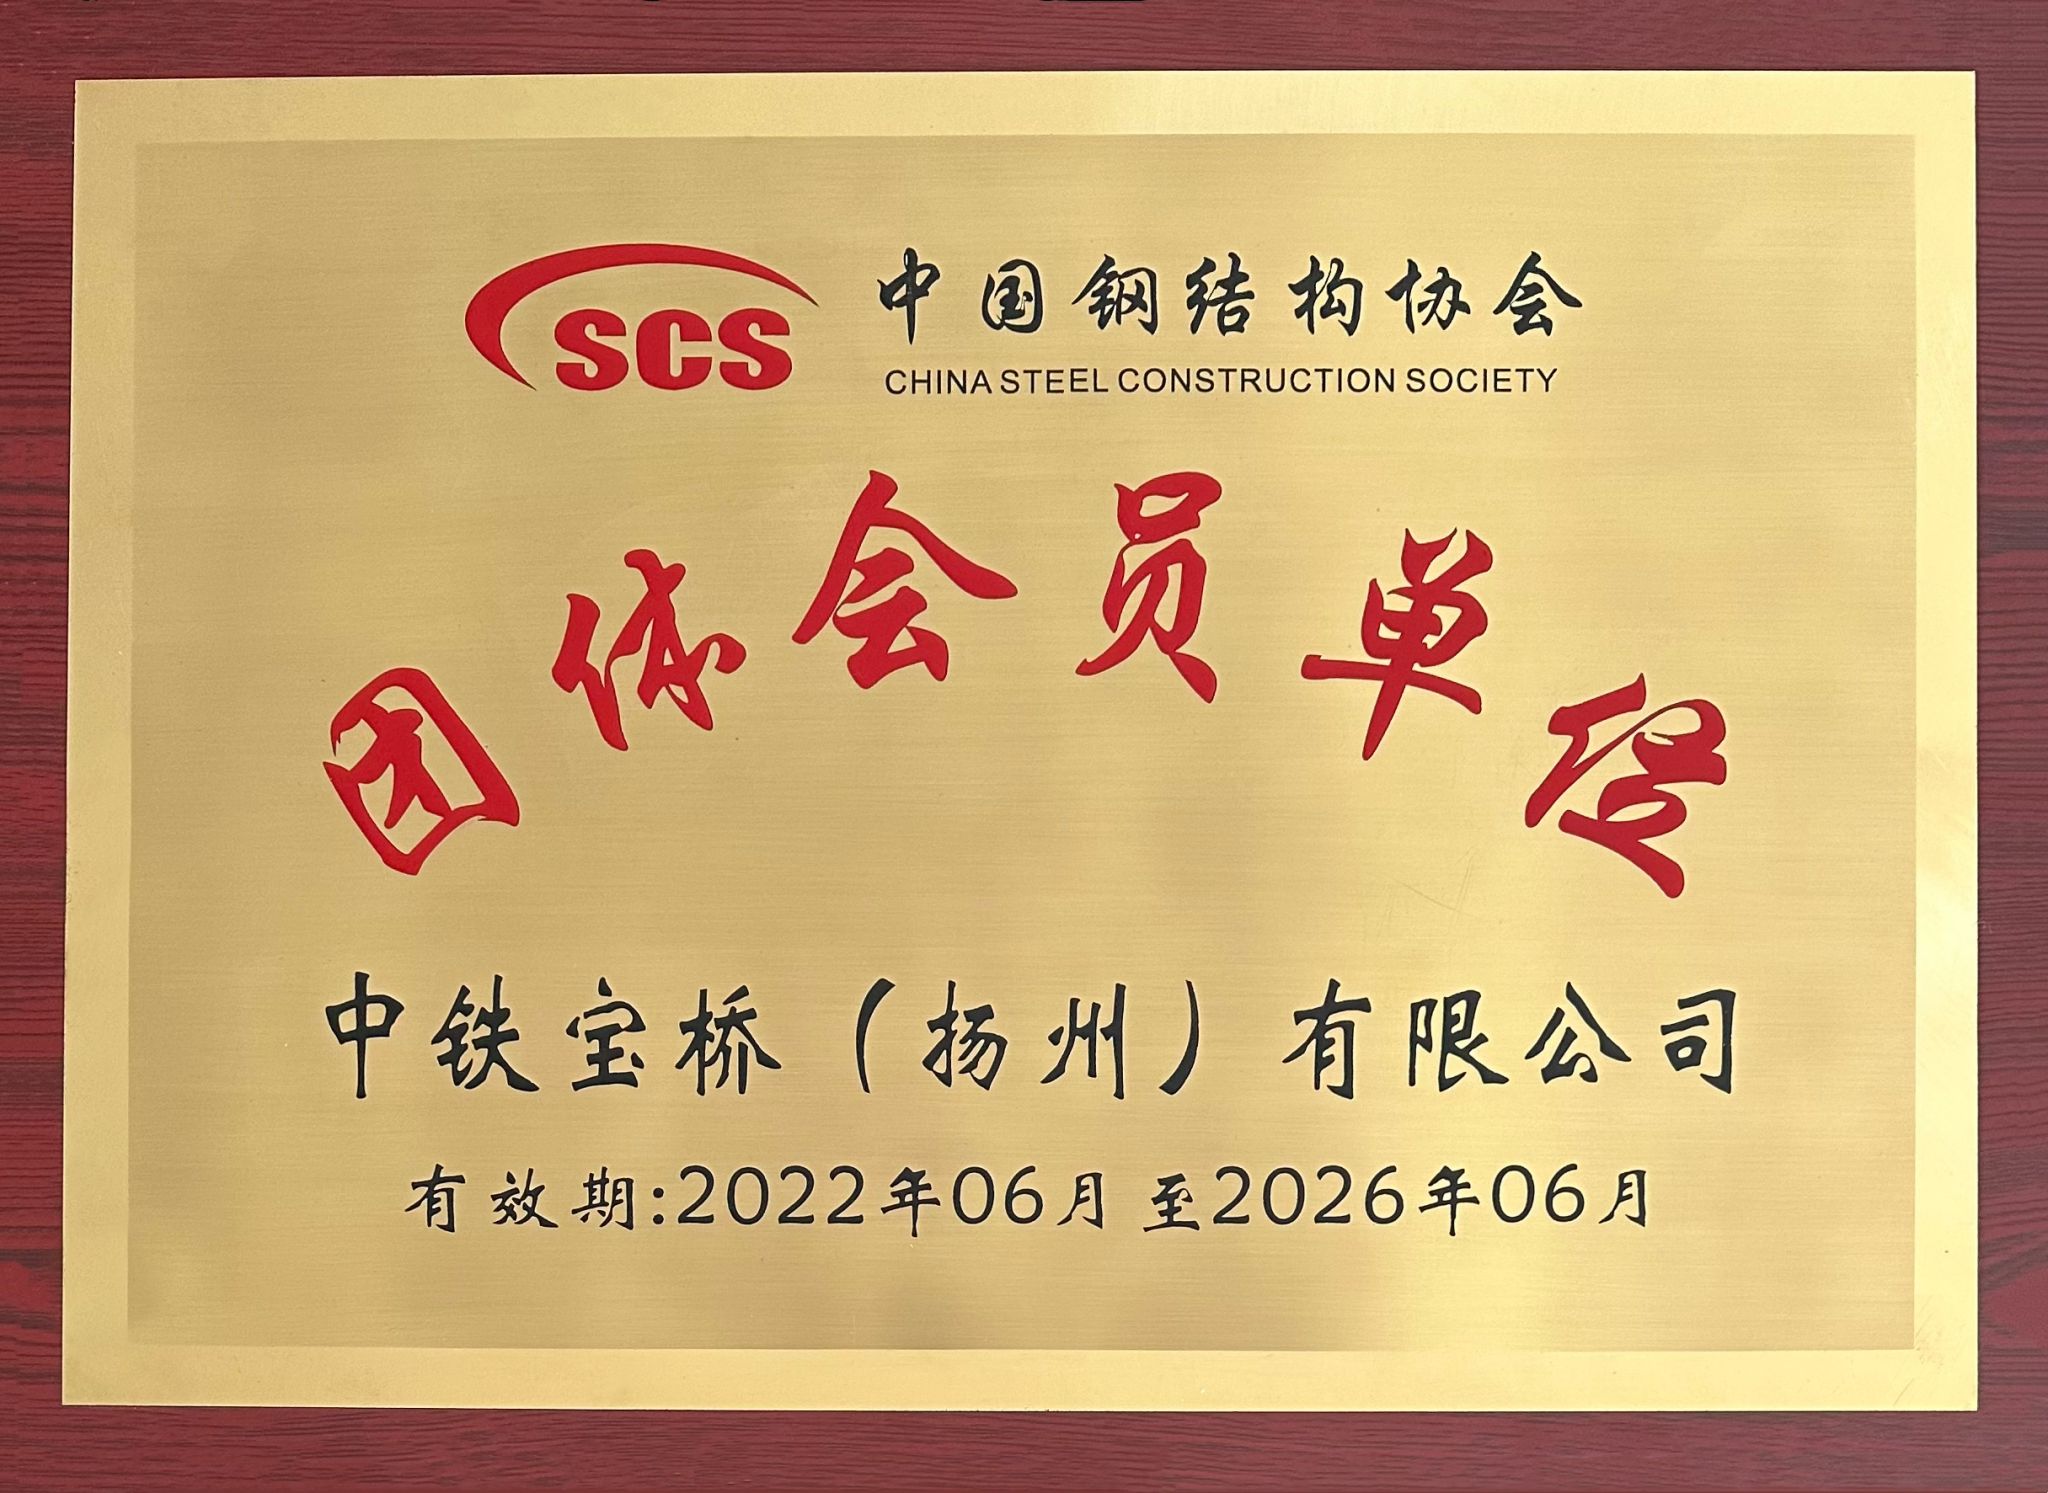 SCS 中国钢结构协会
CHINA STEEL CONSTRUCTION SOCIETY
团体会员单位
中铁宝桥（扬州）有限公司
有效期:2022年06月至2026年06月